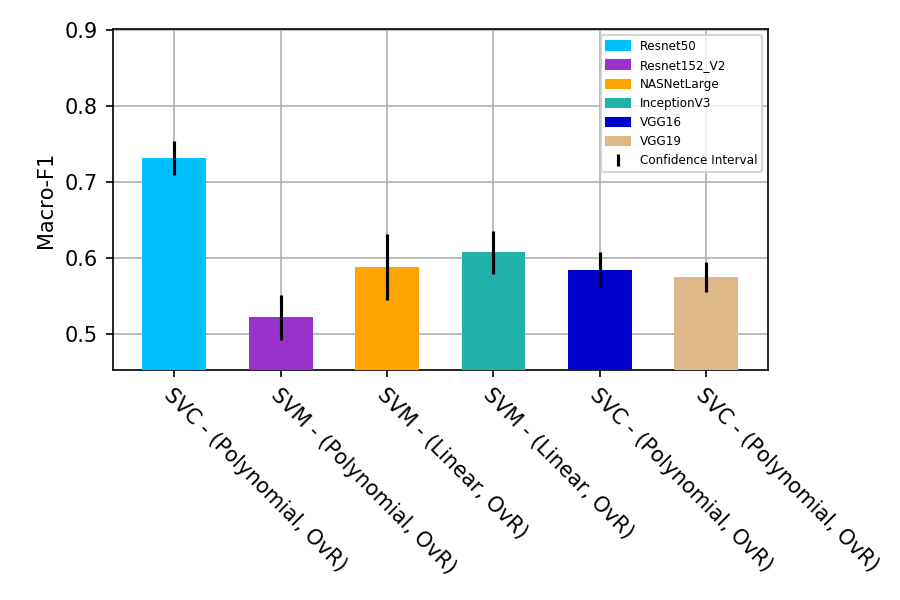 0.9
0.8
0.7
0.6
0.5
Macro-F1
Resnet50
Resnet152_V2
NASNetLarge
InceptionV3
VGG16
VGG19
Confidence Interval
SVC - (Polynomial, OvR)
SVM - (Polynomial, OvR)
SVM - (Linear, OvR)
SVM - (Linear, OvR)
SVC - (Polynomial, OvR)
SVC - (Polynomial, OvR)